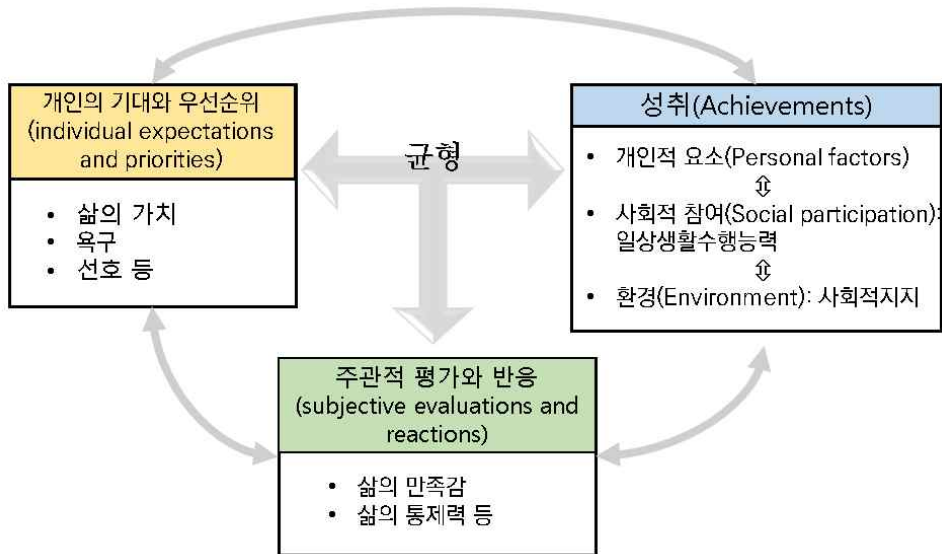 개인의 기대와 우선순위
(individual expectations
and priorities)
• 삶의 가치
• 욕구
• 선호 등
균형
성취(Achievements)
• 개인적 요소(Personal factors)
⇳
• 사회적 참여(Social participation):
일상생활수행능력
⇳
• 환경(Environment): 사회적지지
주관적 평가와 반응
(subjective evaluations and
reactions)
• 삶의 만족감
• 삶의 통제력 등